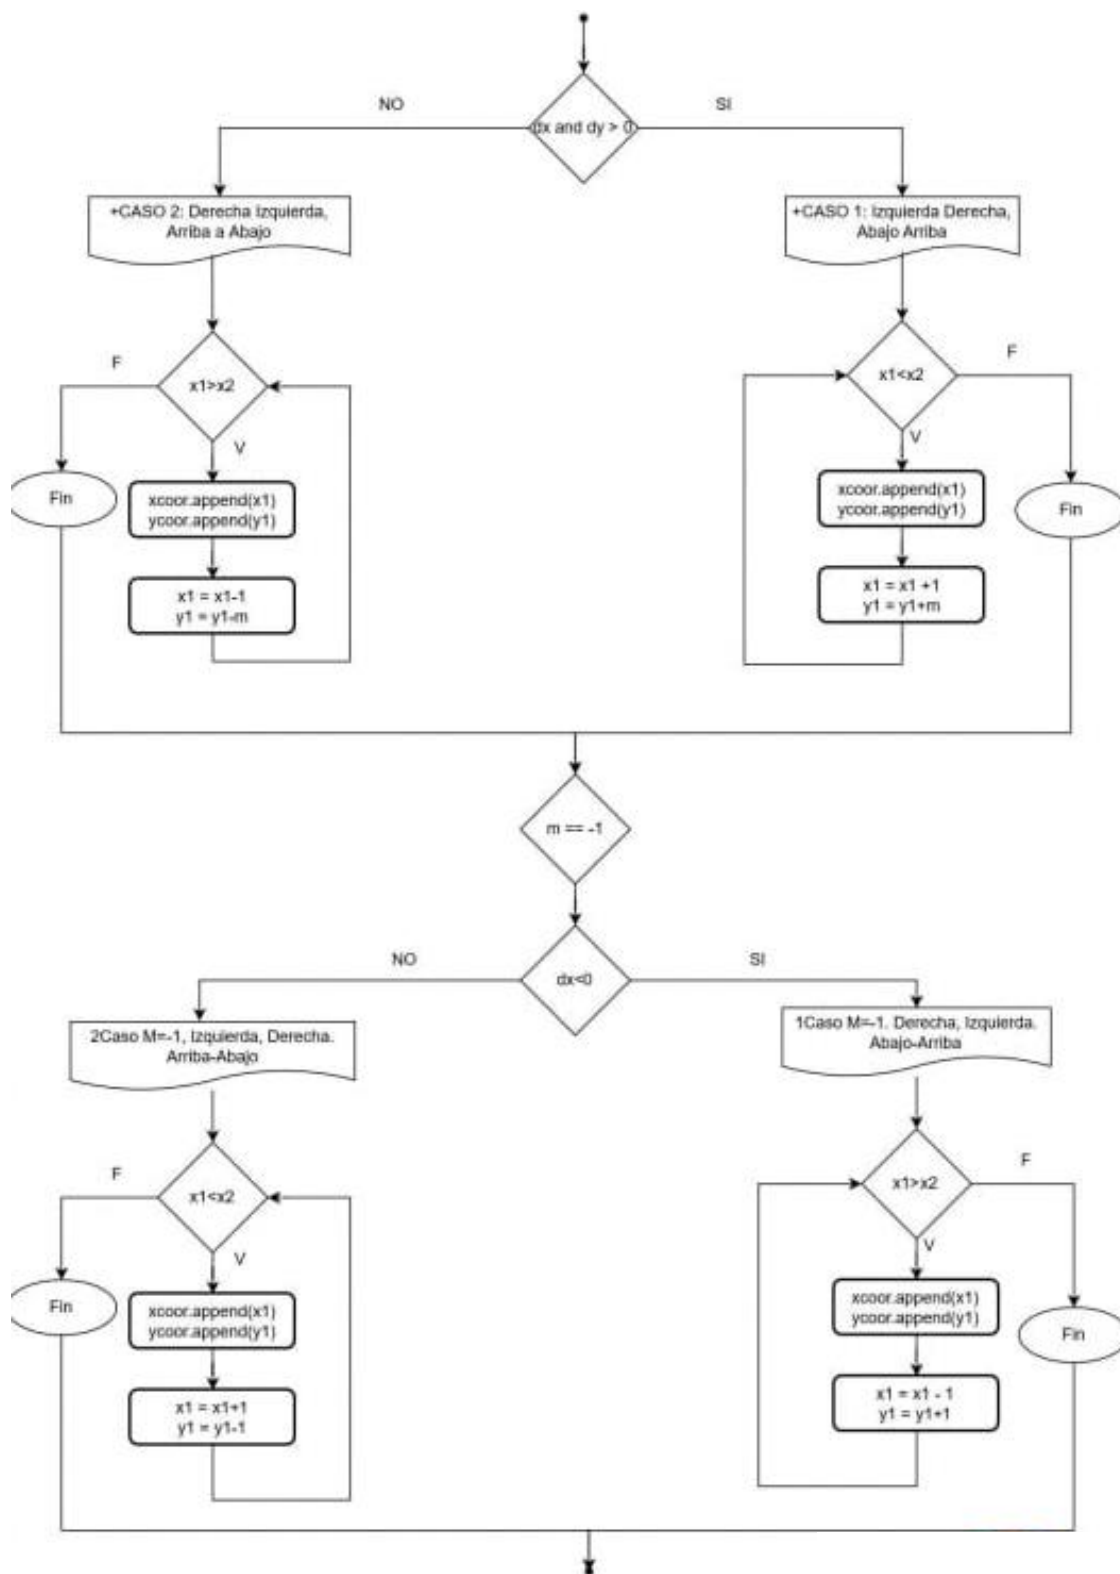 NO
SI
dx and dy > 0
+CASO 2: Derecha Izquierda,
Arriba a Abajo
+CASO 1: Izquierda Derecha,
Abajo Arriba
F
x1>x2
V
Fin
xcoor.append(x1)
ycoor.append(y1)
x1 = x1-1
y1 = y1-m
x1<x2
F
V
xcoor.append(x1)
ycoor.append(y1)
Fin
x1 = x1 +1
y1 = y1+m
m == -1
NO
SI
dx<0
2Caso M=-1, Izquierda, Derecha.
Arriba-Abajo
1Caso M=-1. Derecha, Izquierda.
Abajo-Arriba
F
x1<x2
V
Fin
xcoor.append(x1)
ycoor.append(y1)
x1 = x1+1
y1 = y1-1
x1>x2
F
V
xcoor.append(x1)
ycoor.append(y1)
Fin
x1 = x1 - 1
y1 = y1+1